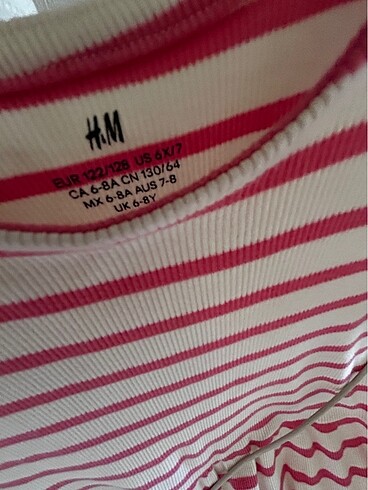 H&M
EUR 122/128 US 6X/7
CA 6-8A CN 130/64
MX 6-8A AUS 7-8
UK 6-8Y